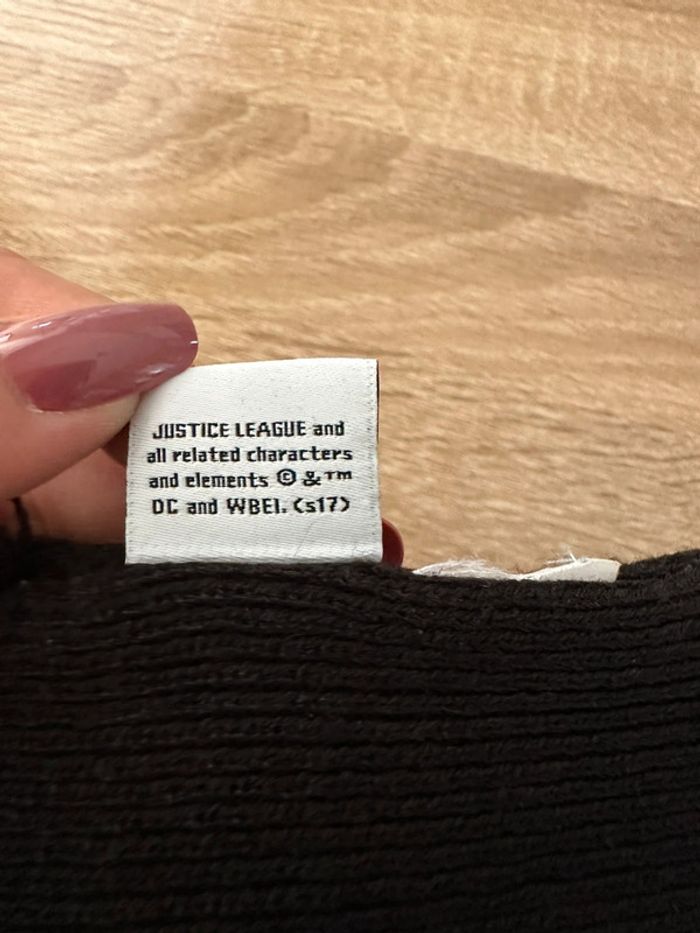 JUSTICE LEAGUE and
all related characters
and elements © & ™
DC and WBEI. (s17)